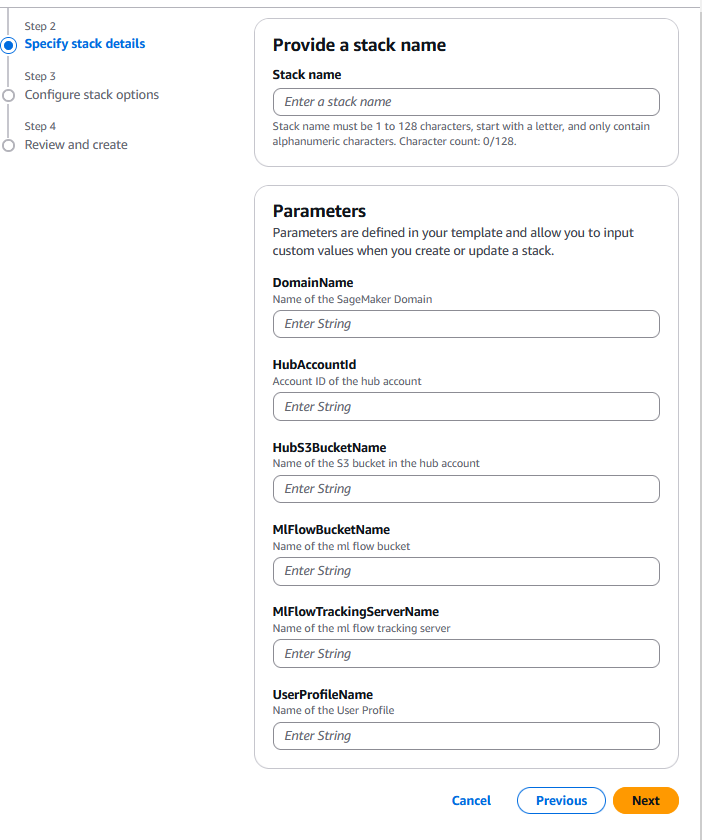 Step 2
Specify stack details
Step 3
Configure stack options
Step 4
Review and create
Provide a stack name
Stack name
Enter a stack name
Stack name must be 1 to 128 characters, start with a letter, and only contain
alphanumeric characters. Character count: 0/128.
Parameters
Parameters are defined in your template and allow you to input
custom values when you create or update a stack.
DomainName
Name of the SageMaker Domain
Enter String
HubAccountId
Account ID of the hub account
Enter String
HubS3BucketName
Name of the S3 bucket in the hub account
Enter String
MlFlowBucketName
Name of the ml flow bucket
Enter String
MlFlowTrackingServerName
Name of the ml flow tracking server
Enter String
UserProfileName
Name of the User Profile
Enter String
Cancel
Previous
Next